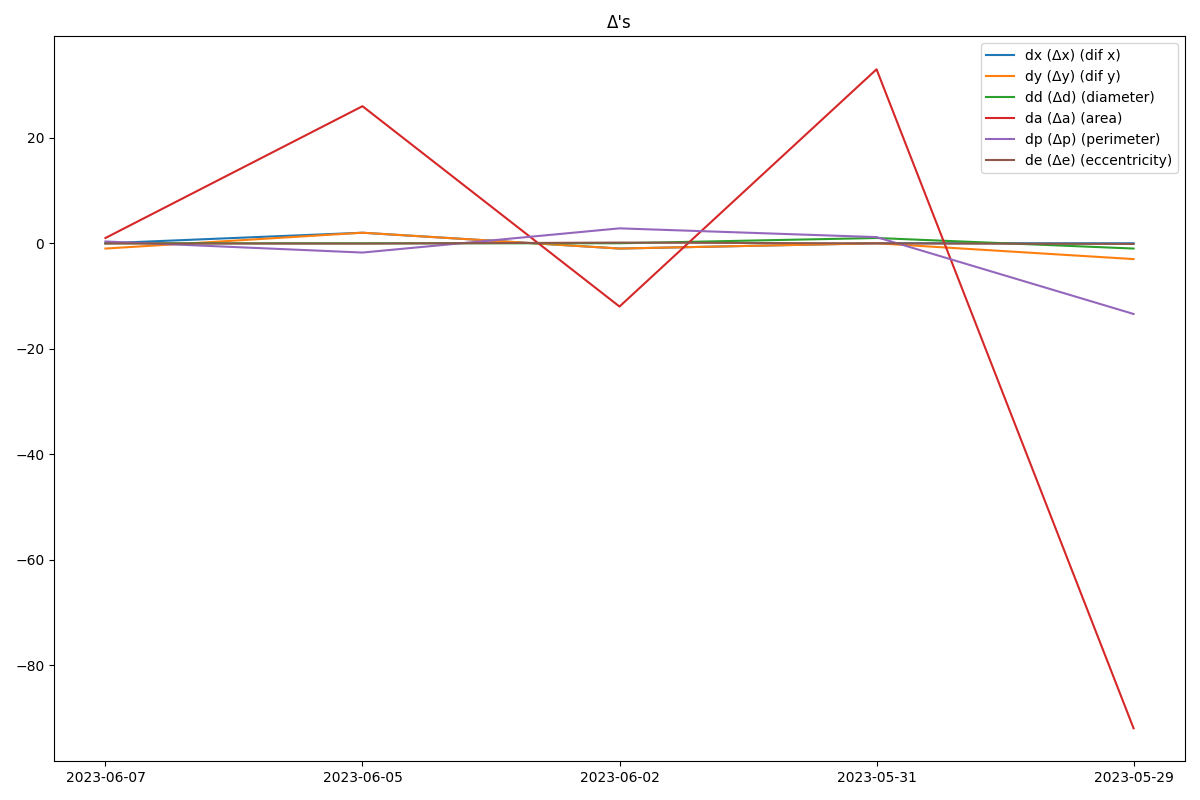 Δ's
dx (Δx) (dif x)
dy (Δy) (dif y)
dd (Δd) (diameter)
da (Δa) (area)
dp (Δp) (perimeter)
de (Δe) (eccentricity)
20
0
−20
−40
−60
−80
2023-06-07 2023-06-05 2023-06-02 2023-05-31 2023-05-29